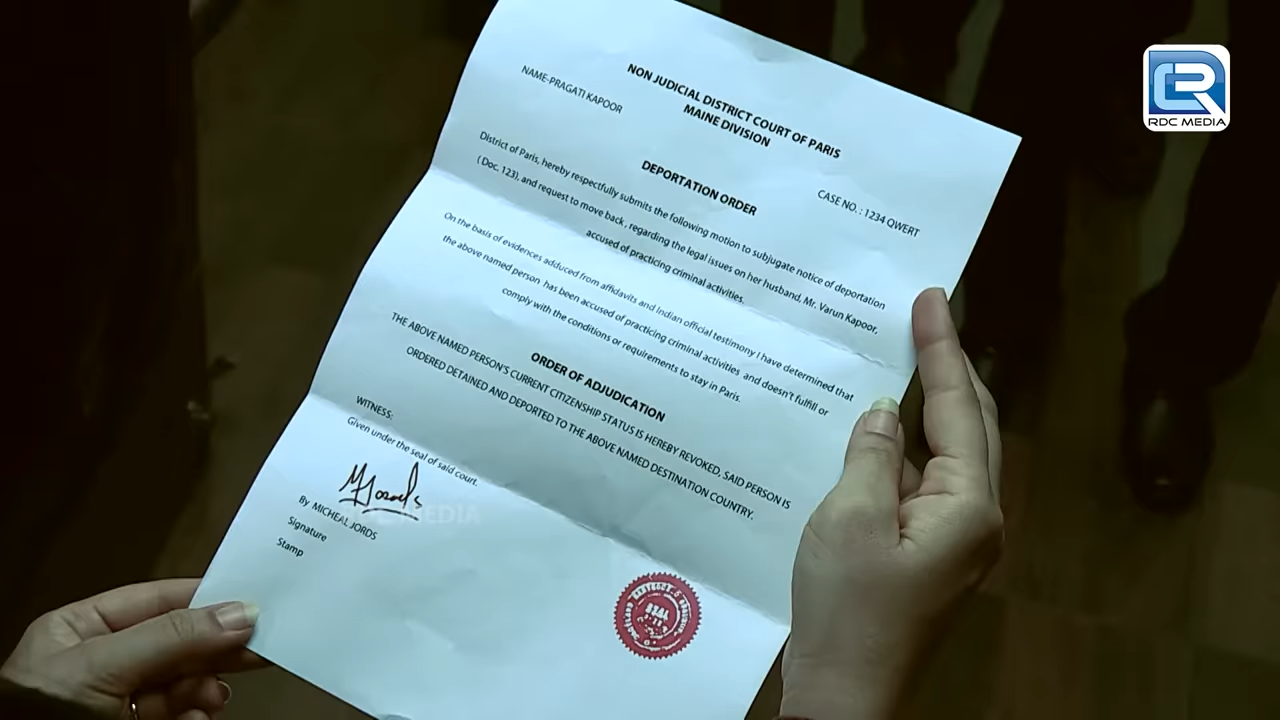 NON JUDICIAL DISTRICT COURT OF PARIS
MAINE DIVISION
NAME-PRAGATI KAPOOR
DEPORTATION ORDER
CASE NO. : 1234 QWERT
District of Paris, hereby respectfully submits the following motion to subjugate notice of deportation
( Doc. 123), and request to move back , regarding the legal issues on her husband, Mr. Varun Kapoor,
accused of practicing criminal activities.
On the basis of evidences adduced from affidavits and Indian official testimony I have determined that
the above named person has been accused of practicing criminal activities and doesn't fulfill or
comply with the conditions or requirements to stay in Paris.
ORDER OF ADJUDICATION
THE ABOVE NAMED PERSON'S CURRENT CITIZENSHIP STATUS IS HEREBY REVOKED, SAID PERSON IS
ORDERED DETAINED AND DEPORTED TO THE ABOVE NAMED DESTINATION COUNTRY.
WITNESS:
Given under the seal of said court.
By MICHEAL JORDS
Signature
Stamp
SEAL
RDC MEDIA